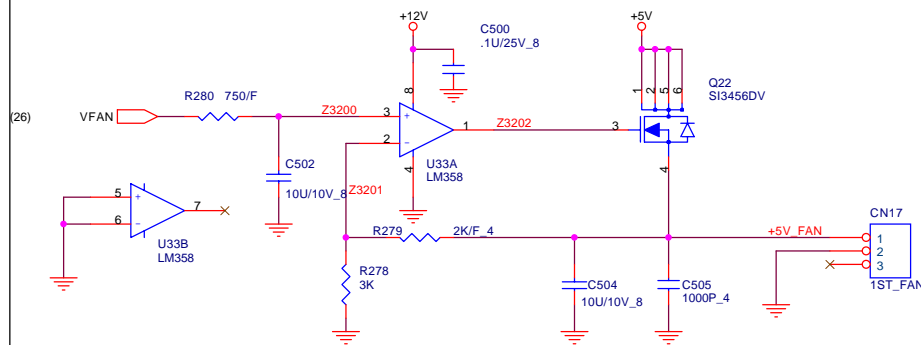 +12V
C500
.1U/25V_8
+5V
8
1
2
5
6
Q22
SI3456DV
R280 750/F
Z3200
(26)
VFAN
3
+
1
Z3202
3
2
-
C502
U33A
4
4
LM358
10U/10V_8
Z3201
5
+
7
6
-
U33B
LM358
CN17
R279
2K/F_4
+5V_FAN
1
2
3
R278
3K
C504
10U/10V_8
C505
1000P_4
1ST_FAN